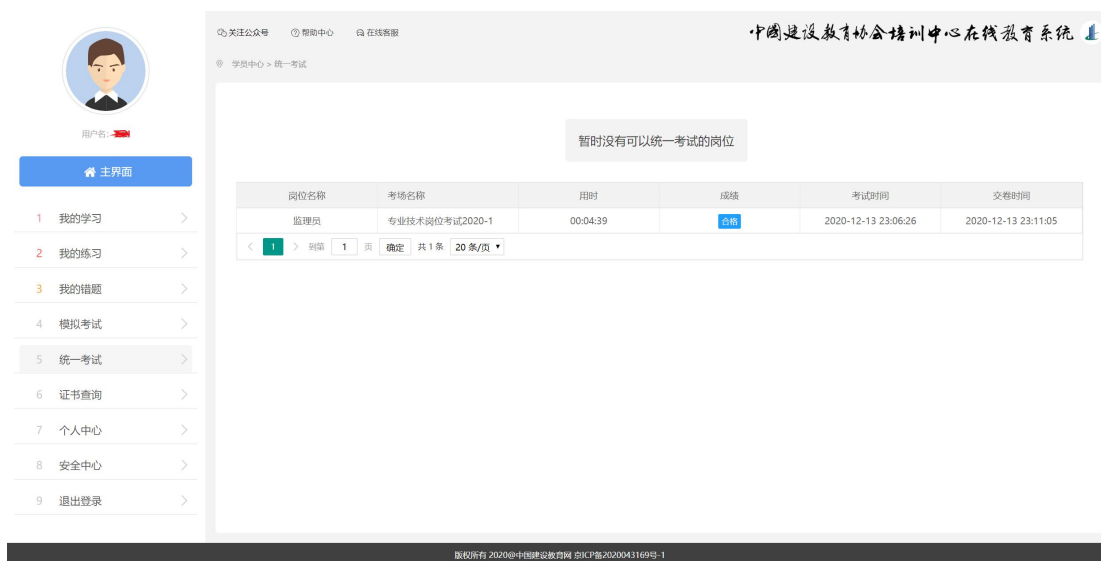 关注公众号 帮助中心 在线客服
中國建设教育协会培训中心在线教育系统
学员中心 > 统一考试
用户名:
主界面
1 我的学习
2 我的练习
3 我的错题
4 模拟考试
5 统一考试
6 证书查询
7 个人中心
8 安全中心
9 退出登录
暂时没有可以统一考试的岗位
岗位名称 考场名称 用时 成绩 考试时间 交卷时间
监理员 专业技术岗位考试2020-1 00:04:39 合格 2020-12-13 23:06:26 2020-12-13 23:11:05
< 1 > 到第 1 页 确定 共 1 条 20 条/页
版权所有 2020@中国建设教育网 京ICP备2020043169号-1